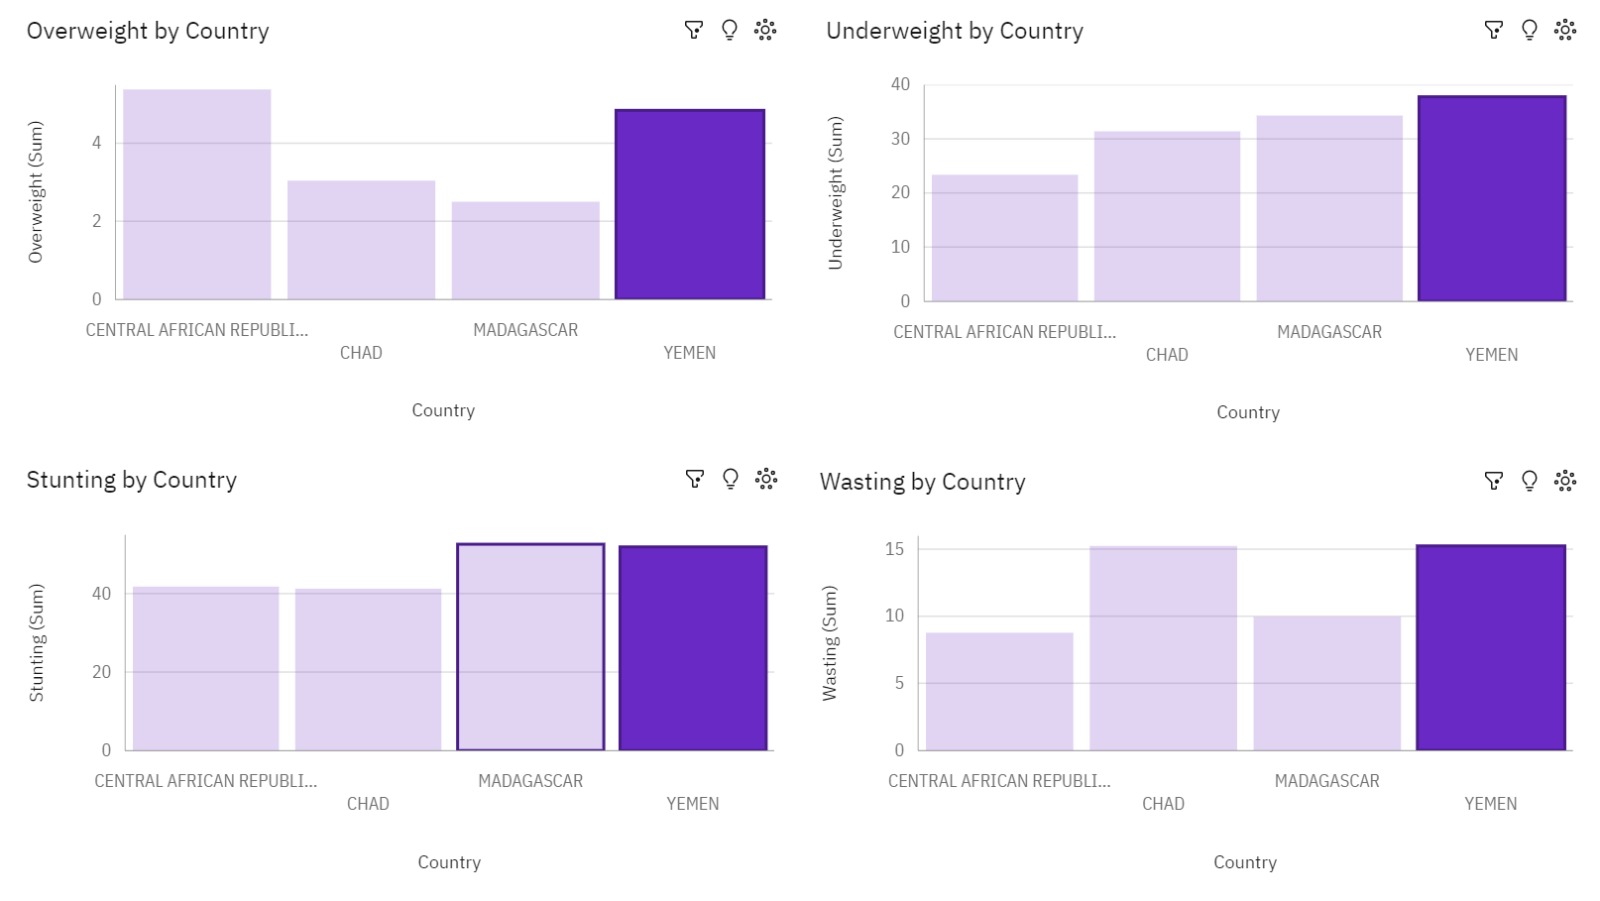 Overweight by Country
Overweight (Sum)
4
2
0
CENTRAL AFRICAN REPUBLI...
CHAD
MADAGASCAR
YEMEN
Country
Underweight by Country
Underweight (Sum)
40
30
20
10
0
CENTRAL AFRICAN REPUBLI...
CHAD
MADAGASCAR
YEMEN
Country
Stunting by Country
Stunting (Sum)
40
20
0
CENTRAL AFRICAN REPUBLI...
CHAD
MADAGASCAR
YEMEN
Country
Wasting by Country
Wasting (Sum)
15
10
5
0
CENTRAL AFRICAN REPUBLI...
CHAD
MADAGASCAR
YEMEN
Country